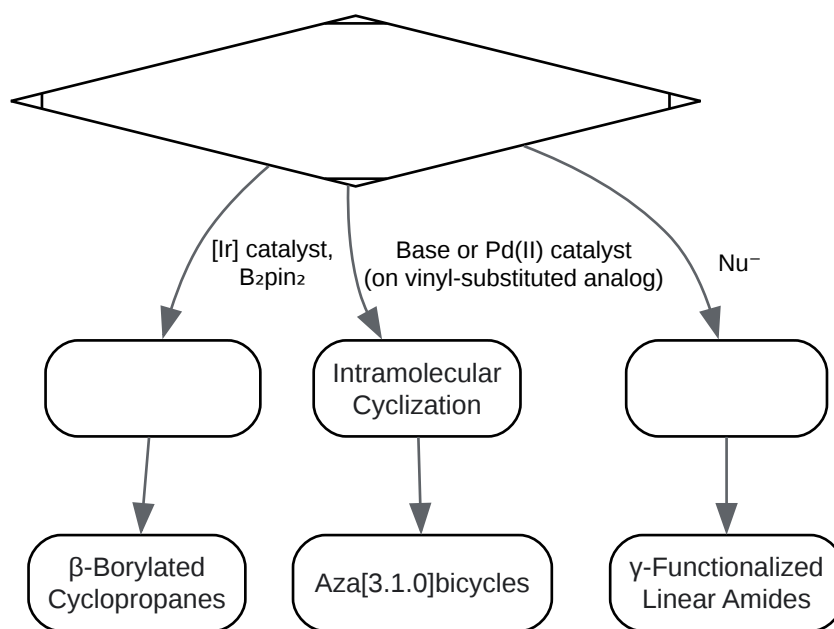 [Ir] catalyst,
B₂pin₂
Base or Pd(II) catalyst
(on vinyl-substituted analog)
Nu⁻
Intramolecular
Cyclization
β-Borylated
Cyclopropanes
Aza[3.1.0]bicycles
γ-Functionalized
Linear Amides